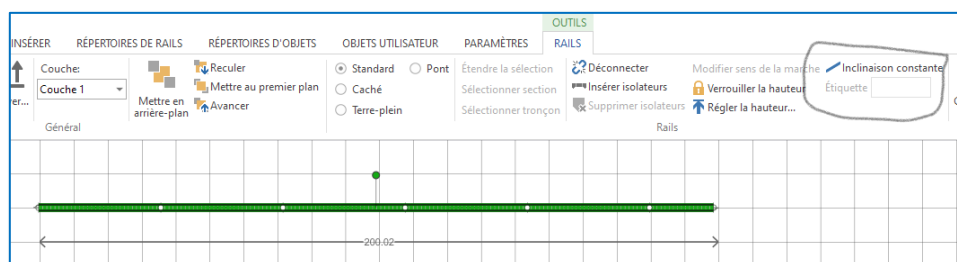 OUTILS
INSÉRER RÉPERTOIRES DE RAILS RÉPERTOIRES D'OBJETS OBJETS UTILISATEUR PARAMÈTRES RAILS
Couche:
Couche 1
Mettre en
arrière-plan
Reculer
Mettre au premier plan
Avancer
Général
Standard Pont
Caché
Terre-plein
Étendre la sélection
Sélectionner section
Sélectionner tronçon
Déconnecter
Insérer isolateurs
Supprimer isolateurs
Modifier sens de la marche
Verrouiller la hauteur
Régler la hauteur...
Inclinaison constante
Étiquette
Rails
200.02